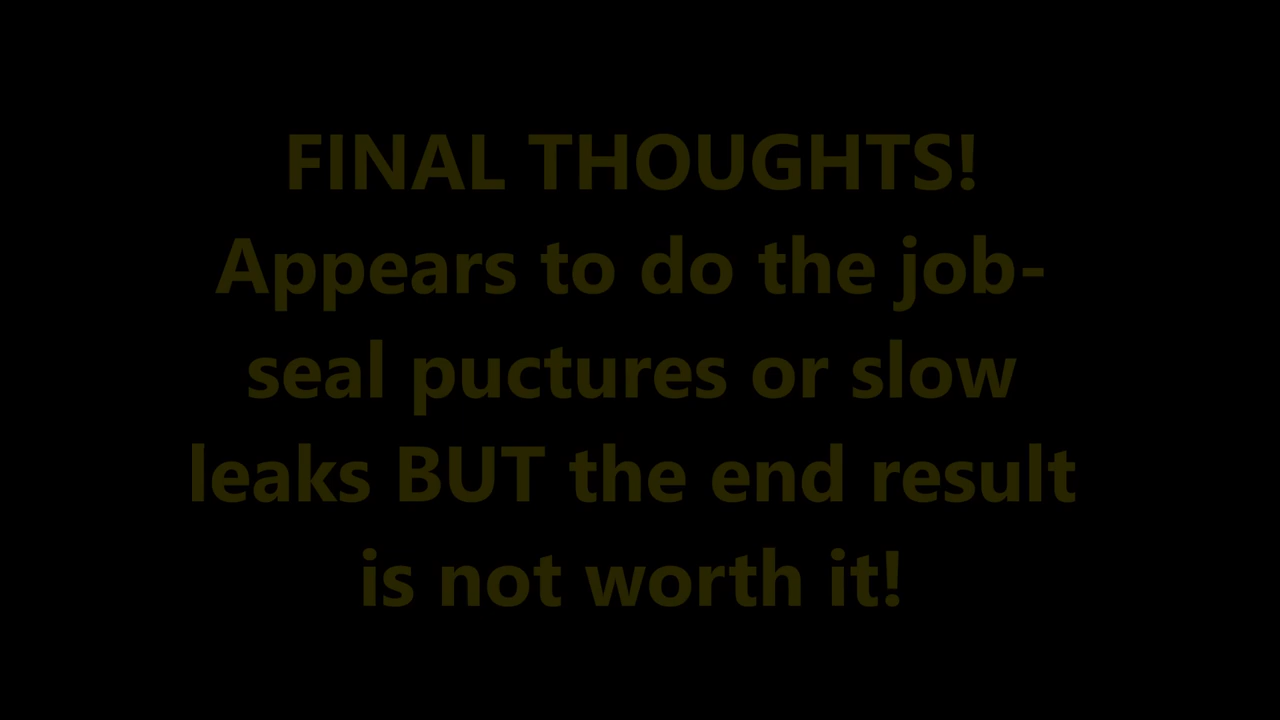 FINAL THOUGHTS!
Appears to do the job-
seal puctures or slow
leaks BUT the end result
is not worth it!